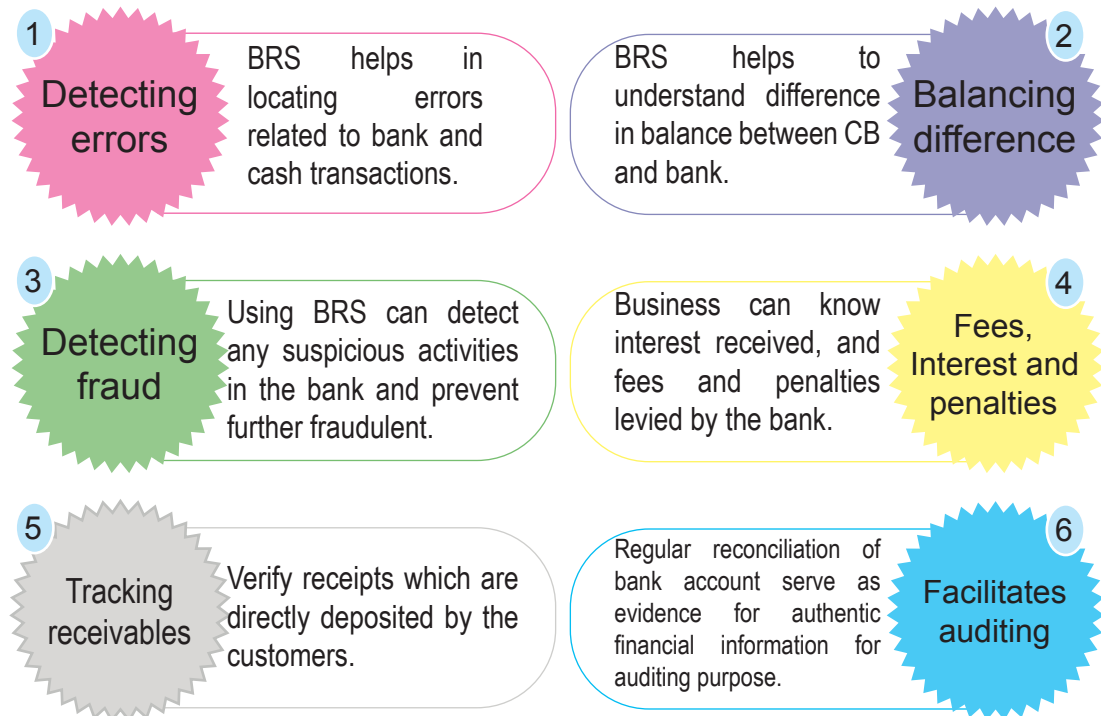 1
Detecting
errors
BRS helps in
locating errors
related to bank and
cash transactions.
2
Balancing
difference
BRS helps to
understand difference
in balance between CB
and bank.
3
Detecting
fraud
Using BRS can detect
any suspicious activities
in the bank and prevent
further fraudulent.
4
Fees,
Interest and
penalties
Business can know
interest received, and
fees and penalties
levied by the bank.
5
Tracking
receivables
Verify receipts which are
directly deposited by the
customers.
6
Facilitates
auditing
Regular reconciliation of
bank account serve as
evidence for authentic
financial information for
auditing purpose.